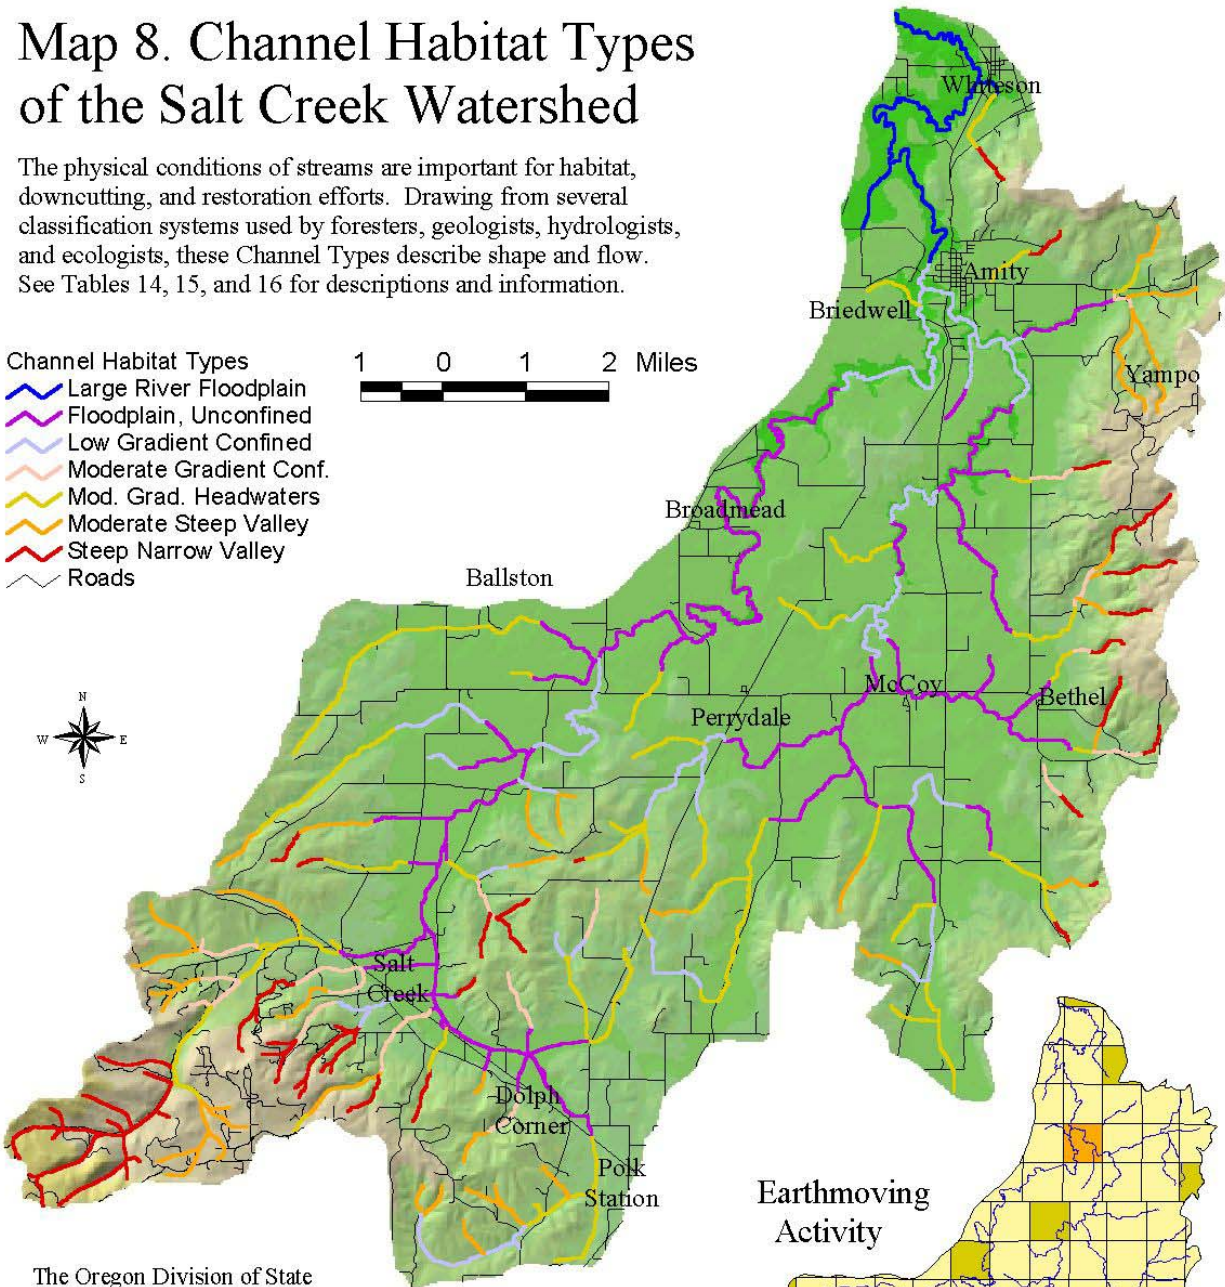 Map 8. Channel Habitat Types
of the Salt Creek Watershed
The physical conditions of streams are important for habitat,
downcutting, and restoration efforts. Drawing from several
classification systems used by foresters, geologists, hydrologists,
and ecologists, these Channel Types describe shape and flow.
See Tables 14, 15, and 16 for descriptions and information.
Channel Habitat Types
Large River Floodplain
Floodplain, Unconfined
Low Gradient Confined
Moderate Gradient Conf.
Mod. Grad. Headwaters
Moderate Steep Valley
Steep Narrow Valley
Roads
1 0 1 2 Miles
Whiteson
Amity
Briedwell
Yampo
Broadmead
Ballston
McCoy
Bethel
Perrydale
N
W E
S
Salt
Creek
Dolph
Corner
Polk
Station
Earthmoving
Activity
The Oregon Division of State